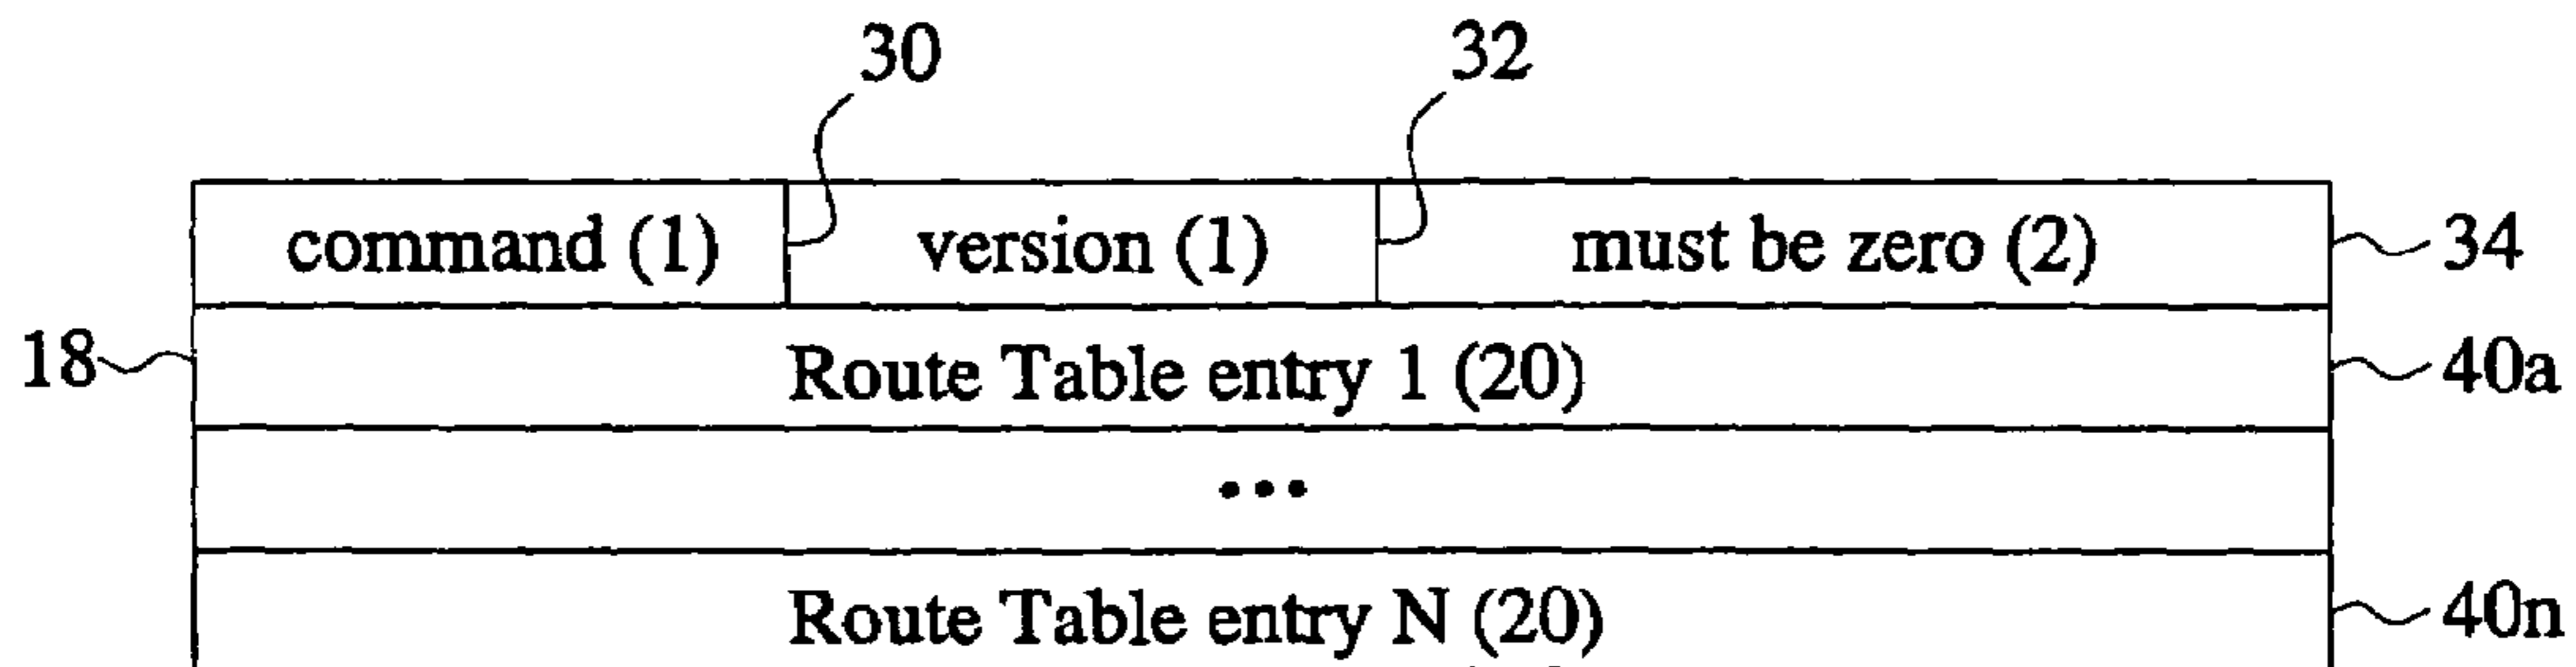 30 32
command (1) version (1) must be zero (2) 34
18 Route Table entry 1 (20) 40a
•••
Route Table entry N (20) 40n